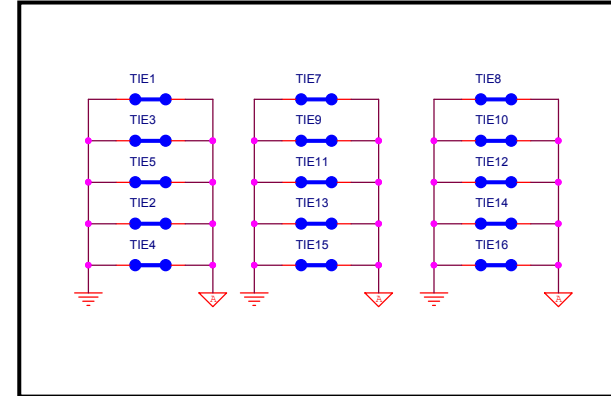 TIE1 TIE7 TIE8
TIE3 TIE9 TIE10
TIE5 TIE11 TIE12
TIE2 TIE13 TIE14
TIE4 TIE15 TIE16
A A A